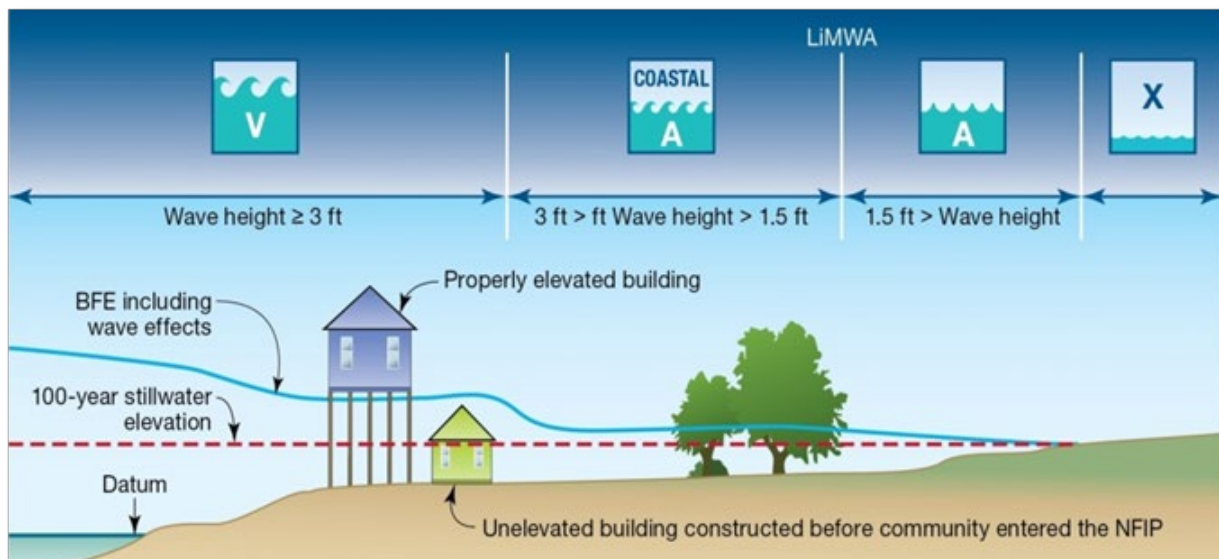 LiMWA
V
COASTAL
A
A
X
Wave height ≥ 3 ft
3 ft > ft Wave height > 1.5 ft
1.5 ft > Wave height
Properly elevated building
BFE including
wave effects
100-year stillwater
elevation
Datum
Unelevated building constructed before community entered the NFIP